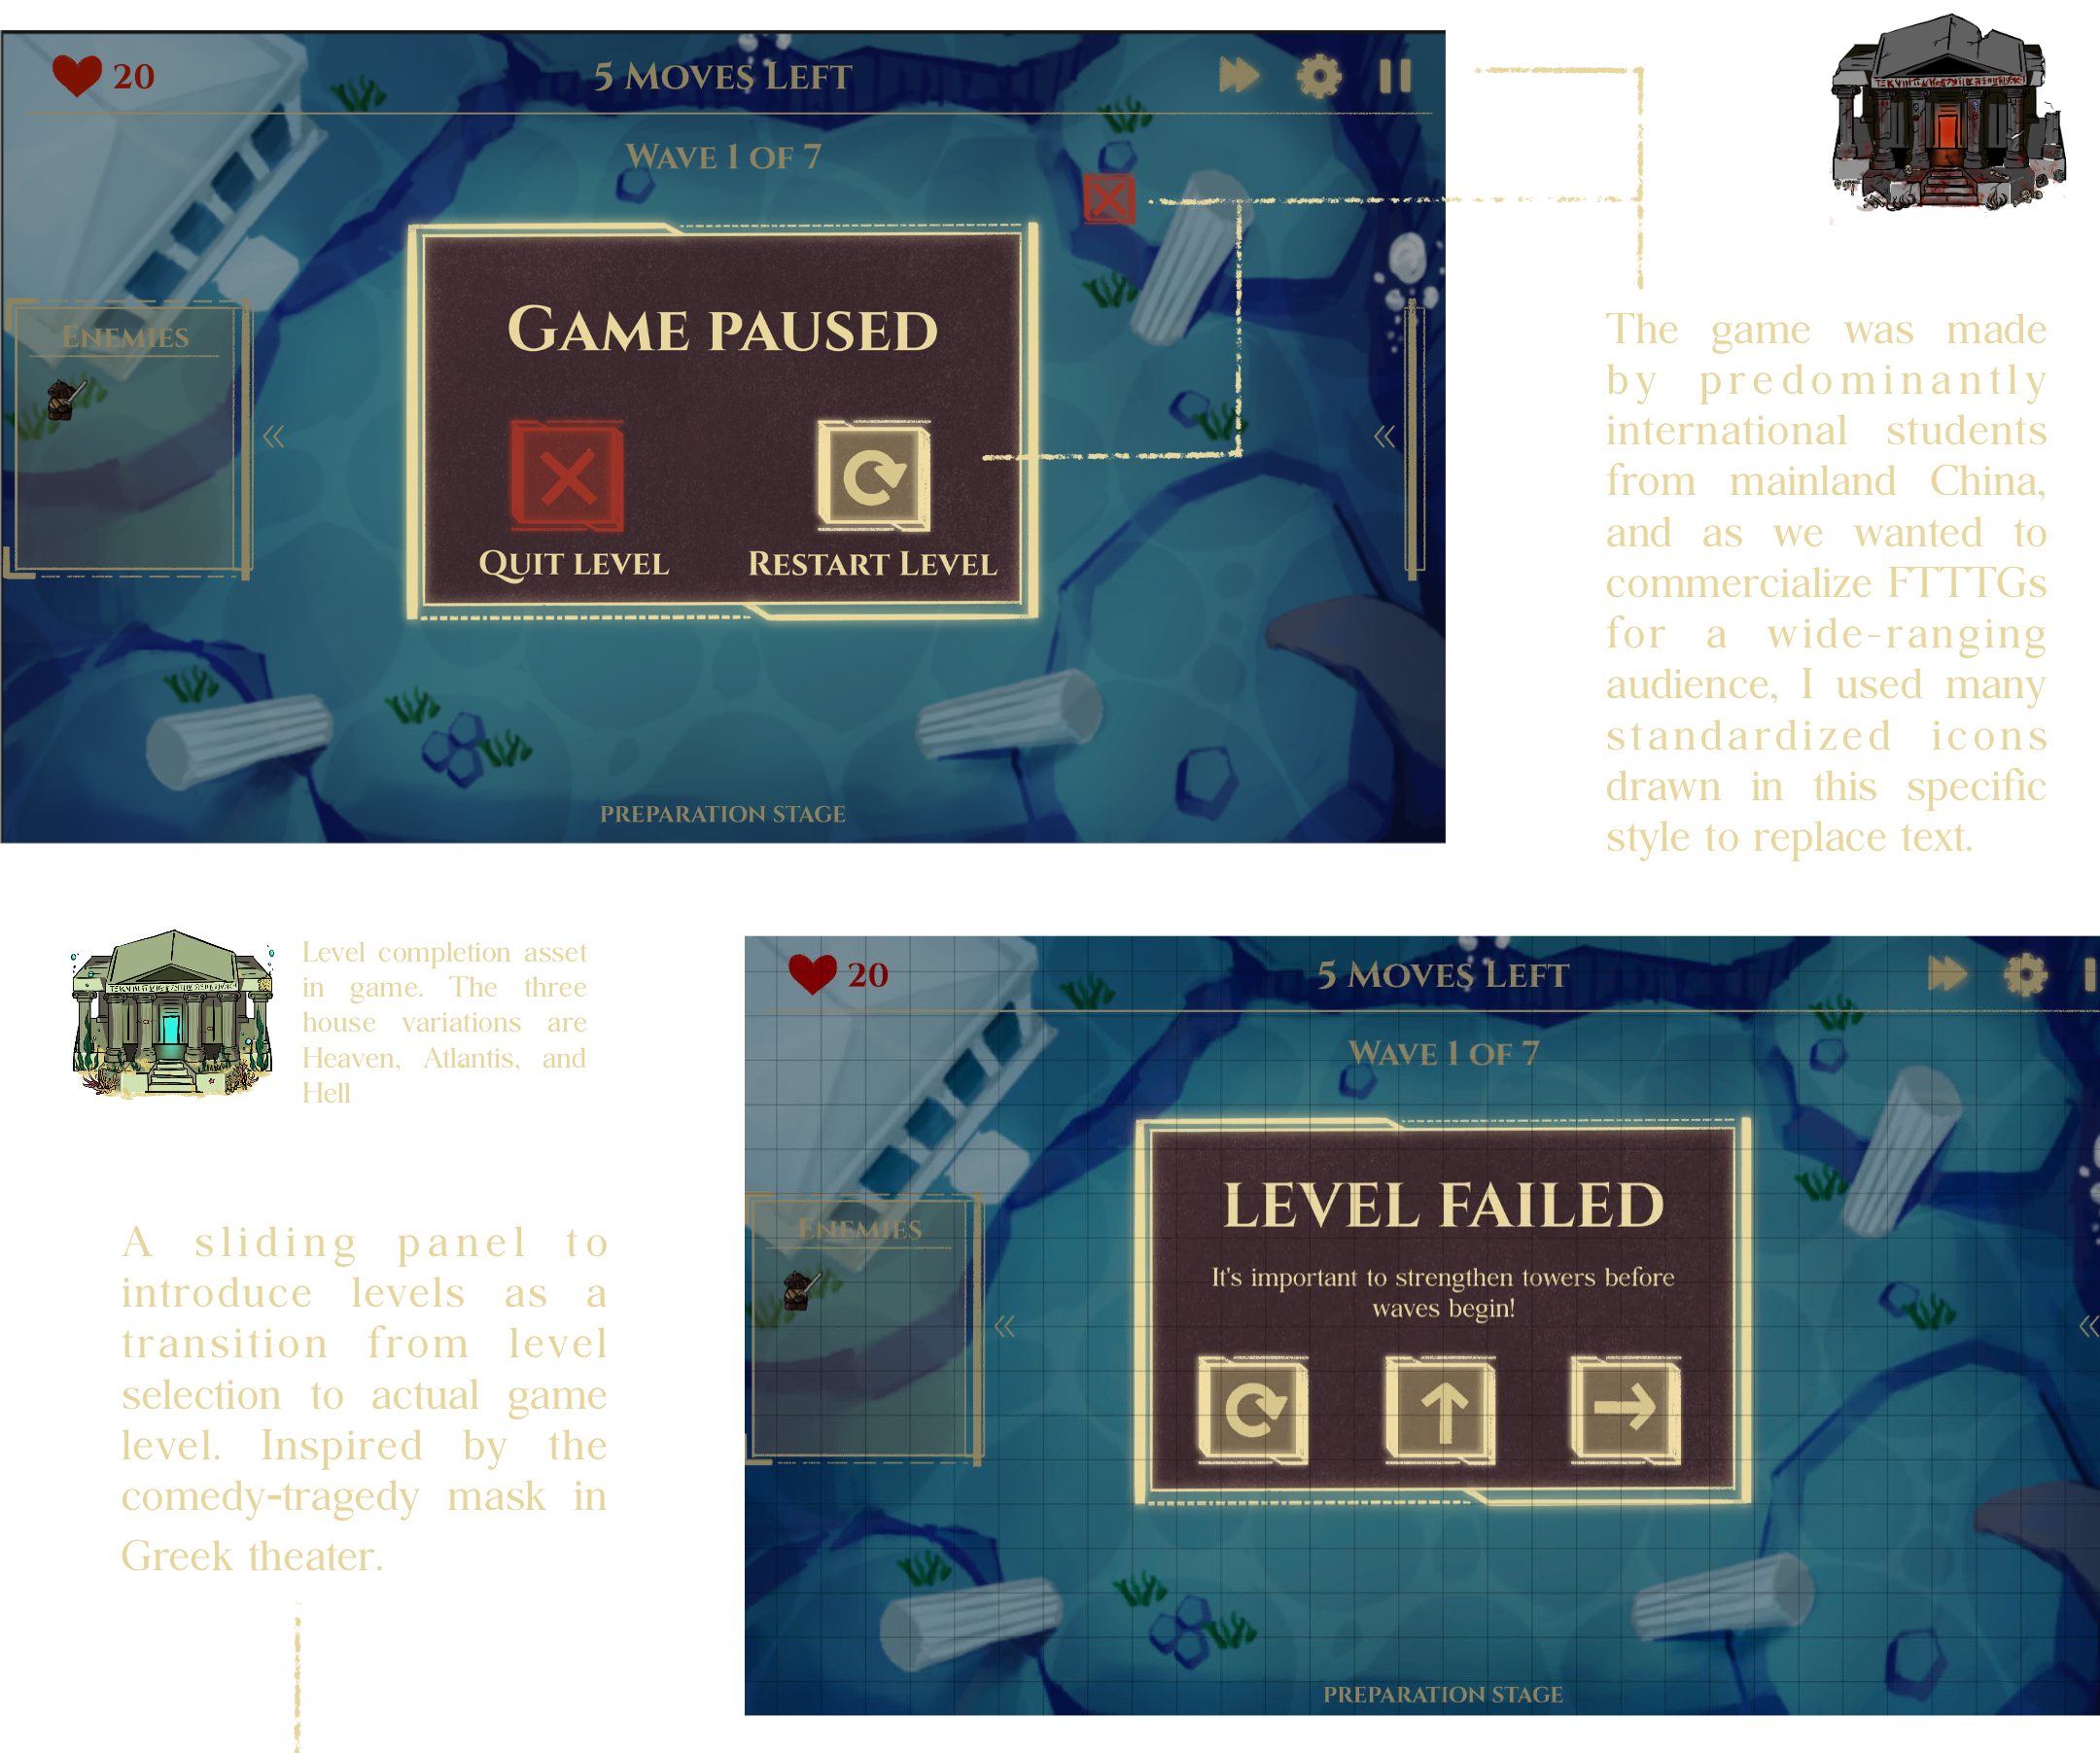 20
5 Moves Left
Wave 1 of 7
Enemies
Game paused
Quit level
Restart Level
preparation stage
The game was made
by predominantly
international students
from mainland China,
and as we wanted to
commercialize FTTTGs
for a wide-ranging
audience, I used many
standardized icons
drawn in this specific
style to replace text.
Level completion asset
in game. The three
house variations are
Heaven, Atlantis, and
Hell
A sliding panel to
introduce levels as a
transition from level
selection to actual game
level. Inspired by the
comedy-tragedy mask in
Greek theater.
20
5 Moves Left
Wave 1 of 7
Enemies
LEVEL FAILED
It's important to strengthen towers before
waves begin!
preparation stage